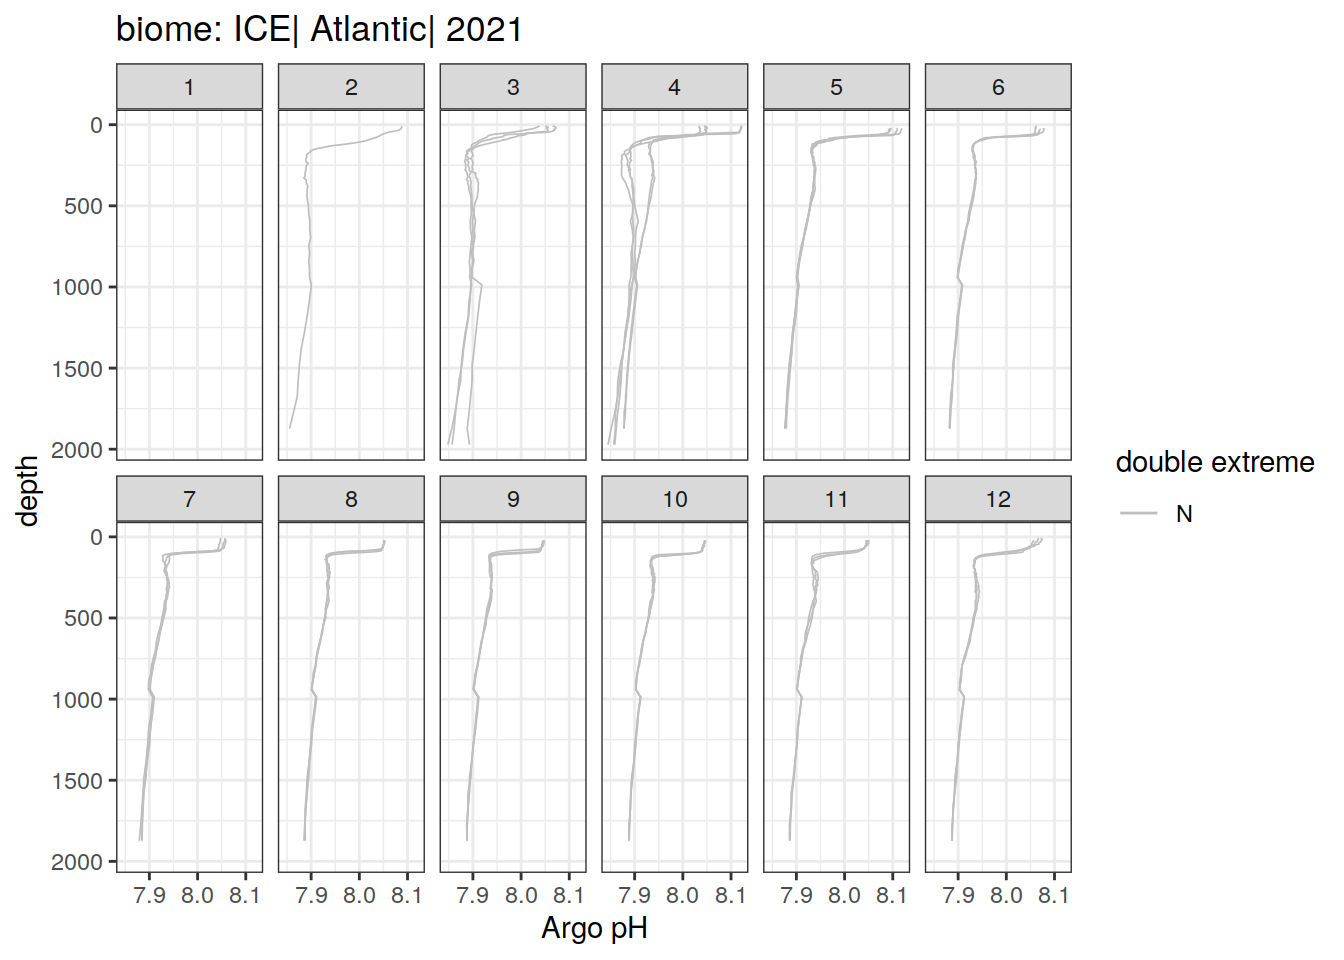 biome: ICE| Atlantic| 2021
1 2 3 4 5 6
0
500
1000
1500
2000
7 8 9 10 11 12
0
500
1000
1500
2000
7.9 8.0 8.1 7.9 8.0 8.1 7.9 8.0 8.1 7.9 8.0 8.1 7.9 8.0 8.1 7.9 8.0 8.1
Argo pH
depth
double extreme
N